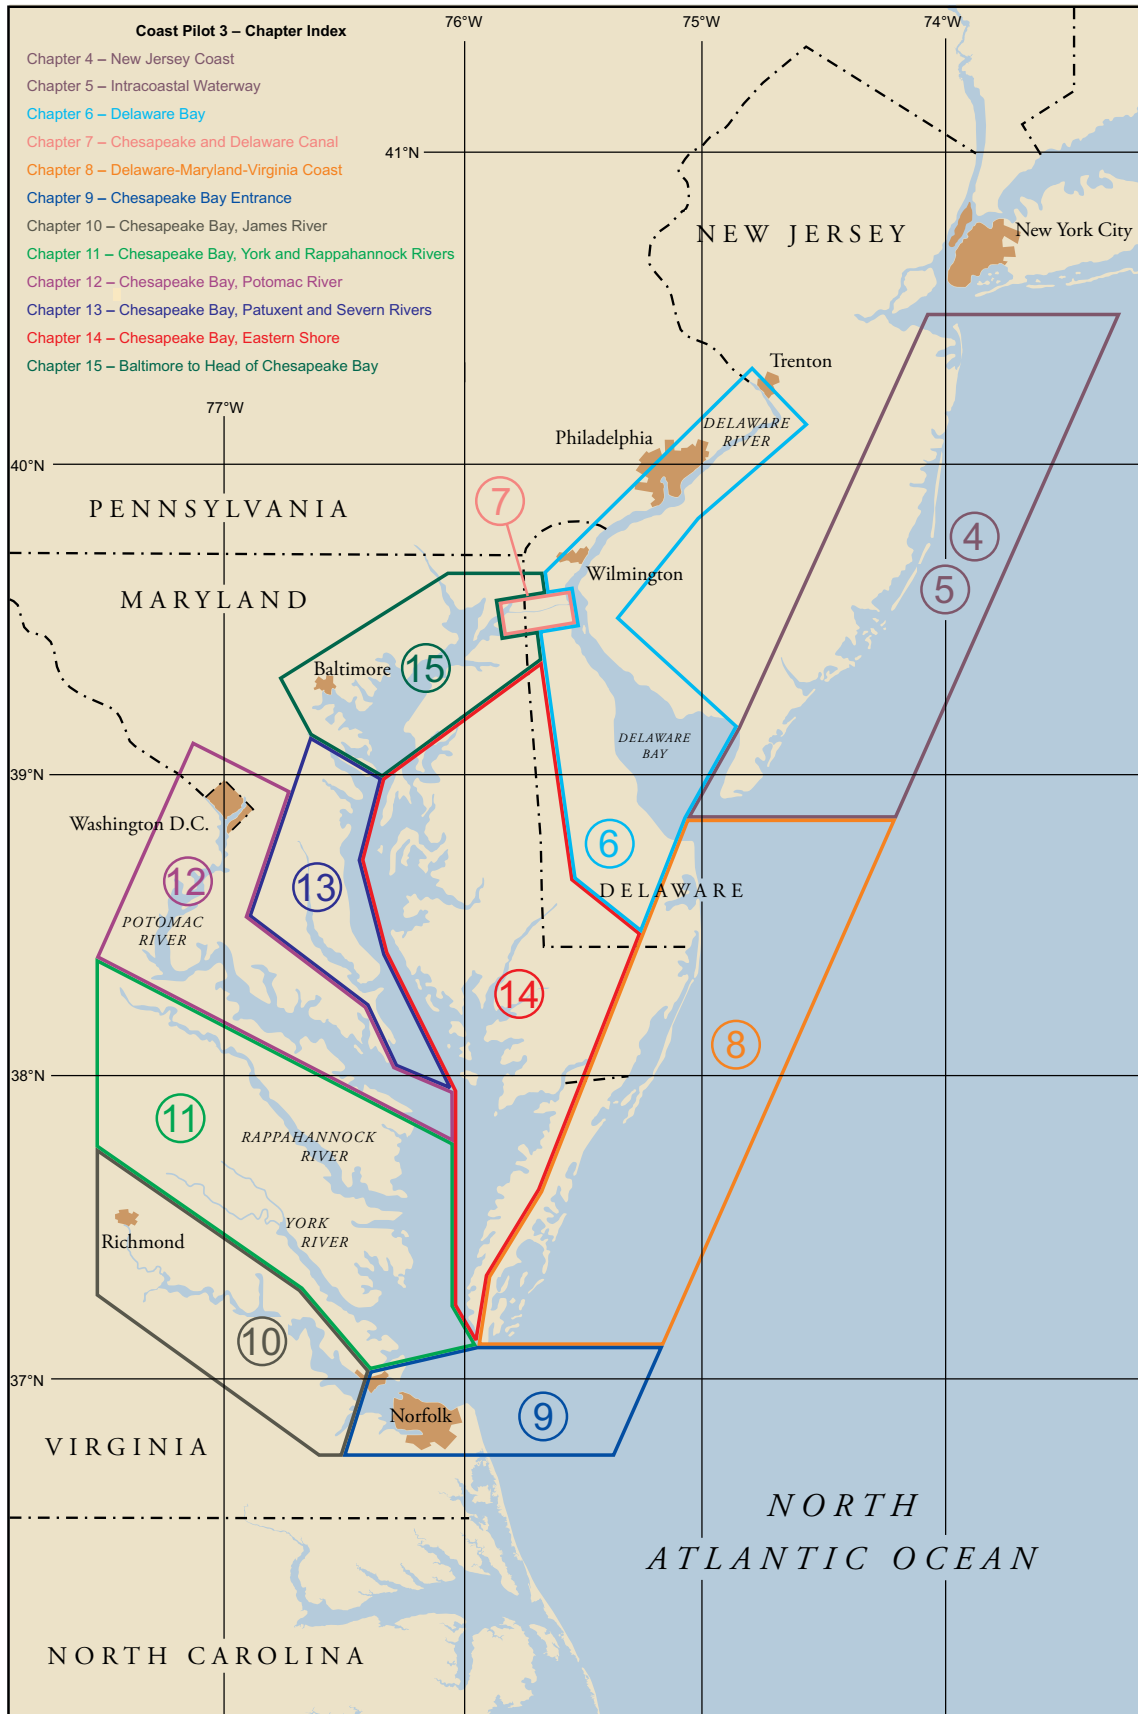 76°W
75°W
74°W
Coast Pilot 3 – Chapter Index
Chapter 4 – New Jersey Coast
Chapter 5 – Intracoastal Waterway
Chapter 6 – Delaware Bay
Chapter 7 – Chesapeake and Delaware Canal
Chapter 8 – Delaware-Maryland-Virginia Coast
Chapter 9 – Chesapeake Bay Entrance
Chapter 10 – Chesapeake Bay, James River
Chapter 11 – Chesapeake Bay, York and Rappahannock Rivers
Chapter 12 – Chesapeake Bay, Potomac River
Chapter 13 – Chesapeake Bay, Patuxent and Severn Rivers
Chapter 14 – Chesapeake Bay, Eastern Shore
Chapter 15 – Baltimore to Head of Chesapeake Bay
41°N
NEW JERSEY
New York City
Trenton
77°W
DELAWARE
RIVER
Philadelphia
40°N
7
PENNSYLVANIA
4
Wilmington
5
MARYLAND
Baltimore
15
DELAWARE
BAY
39°N
Washington D.C.
6
12
13
DELAWARE
POTOMAC
RIVER
14
8
38°N
11
RAPPAHANNOCK
RIVER
YORK
RIVER
Richmond
10
37°N
Norfolk
9
VIRGINIA
NORTH
ATLANTIC OCEAN
NORTH CAROLINA